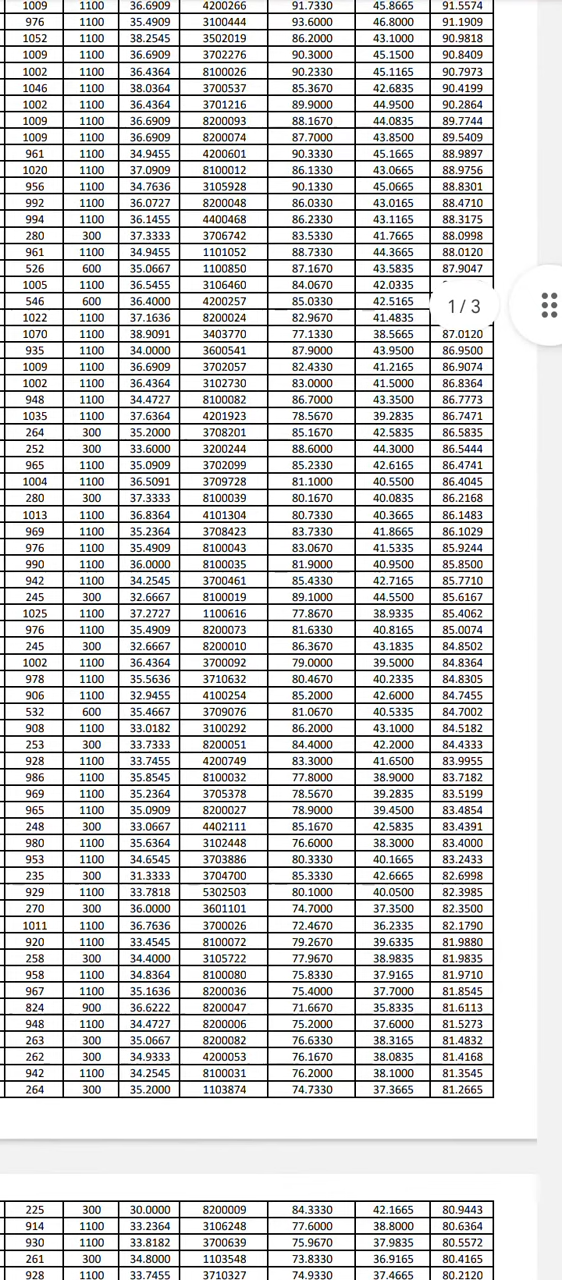 1009 1100 36.6909 4200266 91.7330 45.8665 91.5574
976 1100 35.4909 3100444 93.6000 46.8000 91.1909
1052 1100 38.2545 3502019 86.2000 43.1000 90.9818
1009 1100 36.6909 3702276 90.3000 45.1500 90.8409
1002 1100 36.4364 8100026 90.2330 45.1165 90.7973
1046 1100 38.0364 3700537 85.3670 42.6835 90.4199
1002 1100 36.4364 3701216 89.9000 44.9500 90.2864
1009 1100 36.6909 8200093 88.1670 44.0835 89.7744
1009 1100 36.6909 8200074 87.7000 43.8500 89.5409
961 1100 34.9455 4200601 90.3330 45.1665 88.9897
1020 1100 37.0909 8100012 86.1330 43.0665 88.9756
956 1100 34.7636 3105928 90.1330 45.0665 88.8301
992 1100 36.0727 8200048 86.0330 43.0165 88.4710
994 1100 36.1455 4400468 86.2330 43.1165 88.3175
280 300 37.3333 3706742 83.5330 41.7665 88.0998
961 1100 34.9455 1101052 88.7330 44.3665 88.0120
526 600 35.0667 1100850 87.1670 43.5835 87.9047
1005 1100 36.5455 3106460 84.0670 42.0335
546 600 36.4000 4200257 85.0330 42.5165
1 / 3
1022 1100 37.1636 8200024 82.9670 41.4835
1070 1100 38.9091 3403770 77.1330 38.5665 87.0120
935 1100 34.0000 3600541 87.9000 43.9500 86.9500
1009 1100 36.6909 3702057 82.4330 41.2165 86.9074
1002 1100 36.4364 3102730 83.0000 41.5000 86.8364
948 1100 34.4727 8100082 86.7000 43.3500 86.7773
1035 1100 37.6364 4201923 78.5670 39.2835 86.7471
264 300 35.2000 3708201 85.1670 42.5835 86.5835
252 300 33.6000 3200244 88.6000 44.3000 86.5444
965 1100 35.0909 3702099 85.2330 42.6165 86.4741
1004 1100 36.5091 3709728 81.1000 40.5500 86.4045
280 300 37.3333 8100039 80.1670 40.0835 86.2168
1013 1100 36.8364 4101304 80.7330 40.3665 86.1483
969 1100 35.2364 3708423 83.7330 41.8665 86.1029
976 1100 35.4909 8100043 83.0670 41.5335 85.9244
990 1100 36.0000 8100035 81.9000 40.9500 85.8500
942 1100 34.2545 3700461 85.4330 42.7165 85.7710
245 300 32.6667 8100019 89.1000 44.5500 85.6167
1025 1100 37.2727 1100616 77.8670 38.9335 85.4062
976 1100 35.4909 8200073 81.6330 40.8165 85.0074
245 300 32.6667 8200010 86.3670 43.1835 84.8502
1002 1100 36.4364 3700092 79.0000 39.5000 84.8364
978 1100 35.5636 3710632 80.4670 40.2335 84.8305
906 1100 32.9455 4100254 85.2000 42.6000 84.7455
532 600 35.4667 3709076 81.0670 40.5335 84.7002
908 1100 33.0182 3100292 86.2000 43.1000 84.5182
253 300 33.7333 8200051 84.4000 42.2000 84.4333
928 1100 33.7455 4200749 83.3000 41.6500 83.9955
986 1100 35.8545 8100032 77.8000 38.9000 83.7182
969 1100 35.2364 3705378 78.5670 39.2835 83.5199
965 1100 35.0909 8200027 78.9000 39.4500 83.4854
248 300 33.0667 4402111 85.1670 42.5835 83.4391
980 1100 35.6364 3102448 76.6000 38.3000 83.4000
953 1100 34.6545 3703886 80.3330 40.1665 83.2433
235 300 31.3333 3704700 85.3330 42.6665 82.6998
929 1100 33.7818 5302503 80.1000 40.0500 82.3985
270 300 36.0000 3601101 74.7000 37.3500 82.3500
1011 1100 36.7636 3700026 72.4670 36.2335 82.1790
920 1100 33.4545 8100072 79.2670 39.6335 81.9880
258 300 34.4000 3105722 77.9670 38.9835 81.9835
958 1100 34.8364 8100080 75.8330 37.9165 81.9710
967 1100 35.1636 8200036 75.4000 37.7000 81.8545
824 900 36.6222 8200047 71.6670 35.8335 81.6113
948 1100 34.4727 8200006 75.2000 37.6000 81.5273
263 300 35.0667 8200082 76.6330 38.3165 81.4832
262 300 34.9333 4200053 76.1670 38.0835 81.4168
942 1100 34.2545 8100031 76.2000 38.1000 81.3545
264 300 35.2000 1103874 74.7330 37.3665 81.2665
225 300 30.0000 8200009 84.3330 42.1665 80.9443
914 1100 33.2364 3106248 77.6000 38.8000 80.6364
930 1100 33.8182 3700639 75.9670 37.9835 80.5572
261 300 34.8000 1103548 73.8330 36.9165 80.4165
928 1100 33.7455 3710327 74.9330 37.4665 80.2120